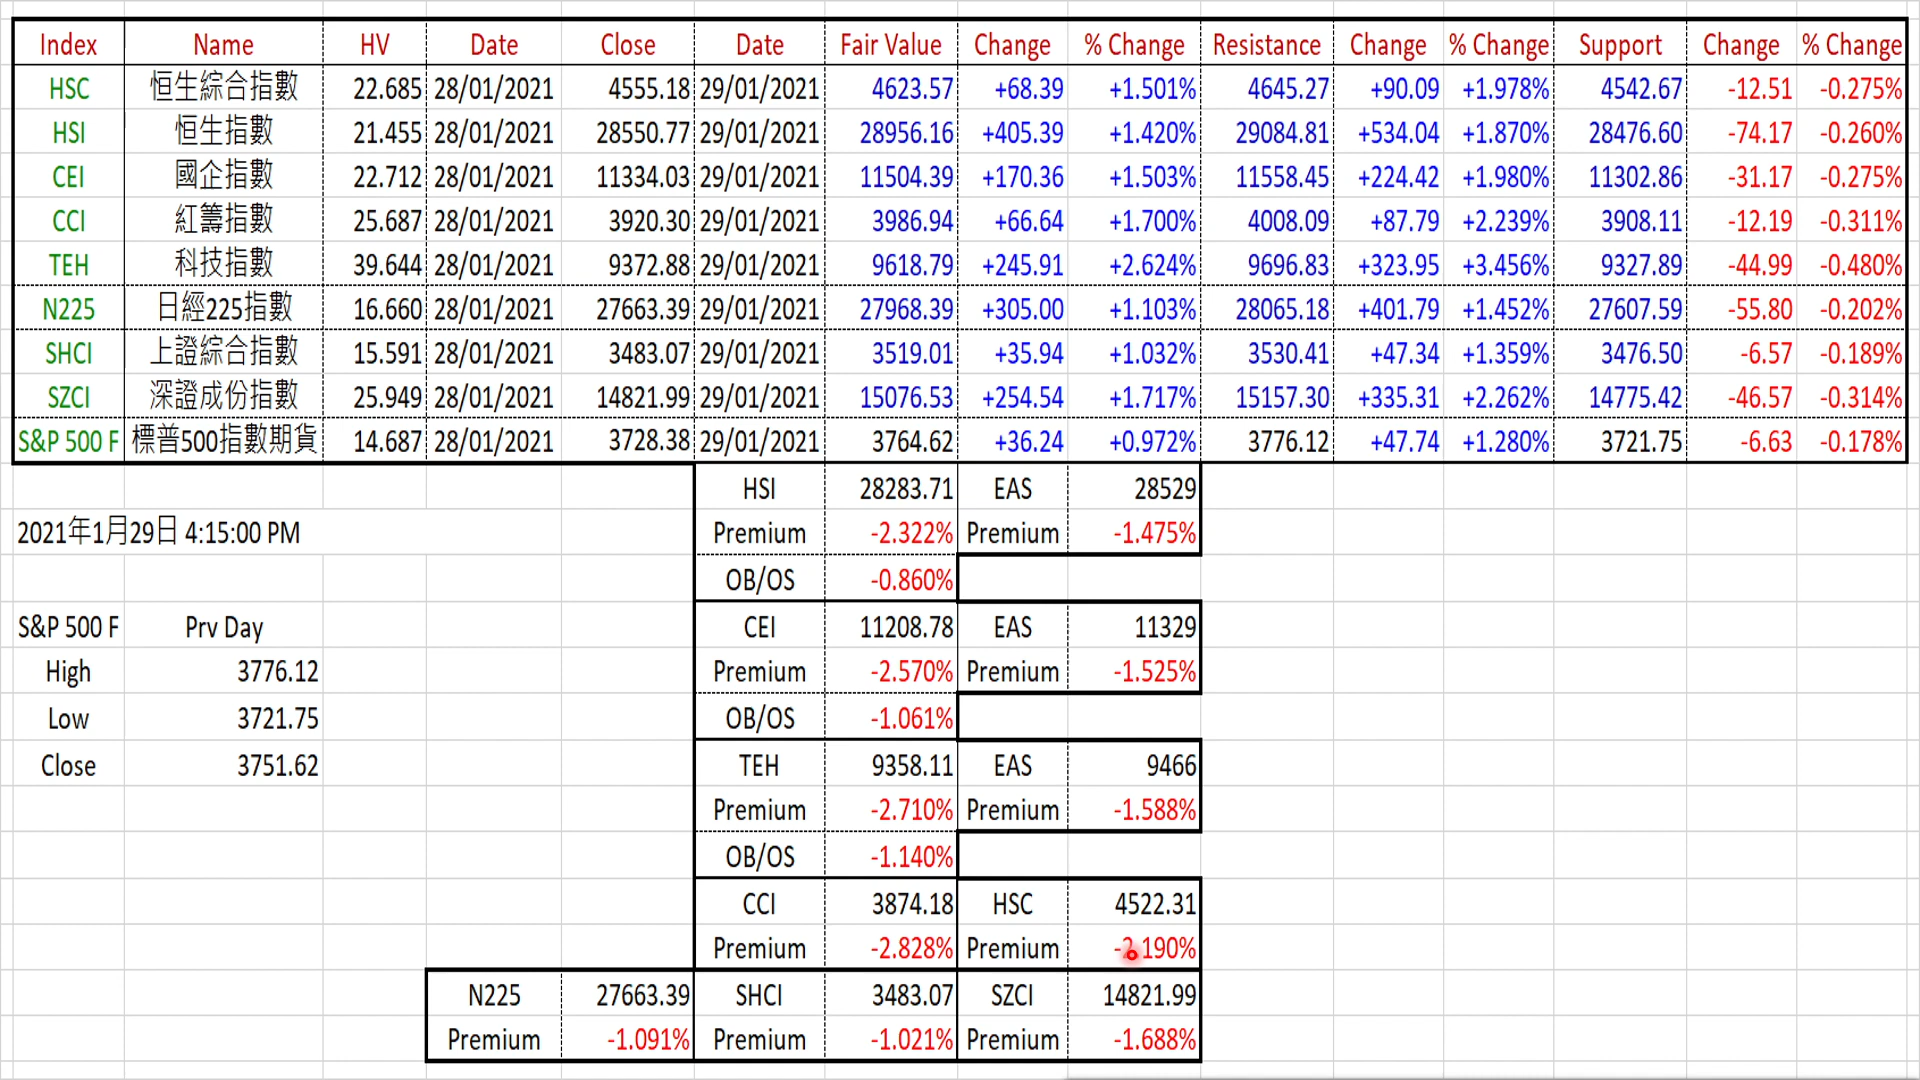 Index Name HV Date Close Date Fair Value Change % Change Resistance Change % Change Support Change % Change
HSC 恒生綜合指數 22.685 28/01/2021 4555.18 29/01/2021 4623.57 +68.39 +1.501% 4645.27 +90.09 +1.978% 4542.67 -12.51 -0.275%
HSI 恒生指數 21.455 28/01/2021 28550.77 29/01/2021 28956.16 +405.39 +1.420% 29084.81 +534.04 +1.870% 28476.60 -74.17 -0.260%
CEI 國企指數 22.712 28/01/2021 11334.03 29/01/2021 11504.39 +170.36 +1.503% 11558.45 +224.42 +1.980% 11302.86 -31.17 -0.275%
CCI 紅籌指數 25.687 28/01/2021 3920.30 29/01/2021 3986.94 +66.64 +1.700% 4008.09 +87.79 +2.239% 3908.11 -12.19 -0.311%
TEH 科技指數 39.644 28/01/2021 9372.88 29/01/2021 9618.79 +245.91 +2.624% 9696.83 +323.95 +3.456% 9327.89 -44.99 -0.480%
N225 日經225指數 16.660 28/01/2021 27663.39 29/01/2021 27968.39 +305.00 +1.103% 28065.18 +401.79 +1.452% 27607.59 -55.80 -0.202%
SHCI 上證綜合指數 15.591 28/01/2021 3483.07 29/01/2021 3519.01 +35.94 +1.032% 3530.41 +47.34 +1.359% 3476.50 -6.57 -0.189%
SZCI 深證成份指數 25.949 28/01/2021 14821.99 29/01/2021 15076.53 +254.54 +1.717% 15157.30 +335.31 +2.262% 14775.42 -46.57 -0.314%
S&P 500 F 標普500指數期貨 14.687 28/01/2021 3728.38 29/01/2021 3764.62 +36.24 +0.972% 3776.12 +47.74 +1.280% 3721.75 -6.63 -0.178%
HSI 28283.71 EAS 28529
2021年1月29日 4:15:00 PM Premium -2.322% Premium -1.475%
OB/OS -0.860%
S&P 500 F Prv Day CEI 11208.78 EAS 11329
High 3776.12 Premium -2.570% Premium -1.525%
Low 3721.75 OB/OS -1.061%
Close 3751.62 TEH 9358.11 EAS 9466
Premium -2.710% Premium -1.588%
OB/OS -1.140%
CCI 3874.18 HSC 4522.31
Premium -2.828% Premium -2.190%
N225 27663.39 SHCI 3483.07 SZCI 14821.99
Premium -1.091% Premium -1.021% Premium -1.688%